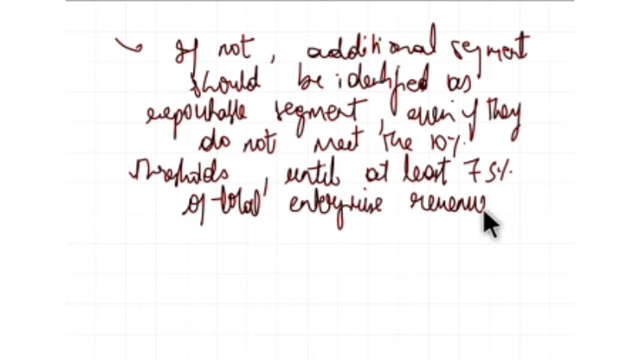 If not, additional segment
should be identified as
reportable segment, even if they
do not meet the 10%
thresholds, until at least 75%
of total enterprise revenue